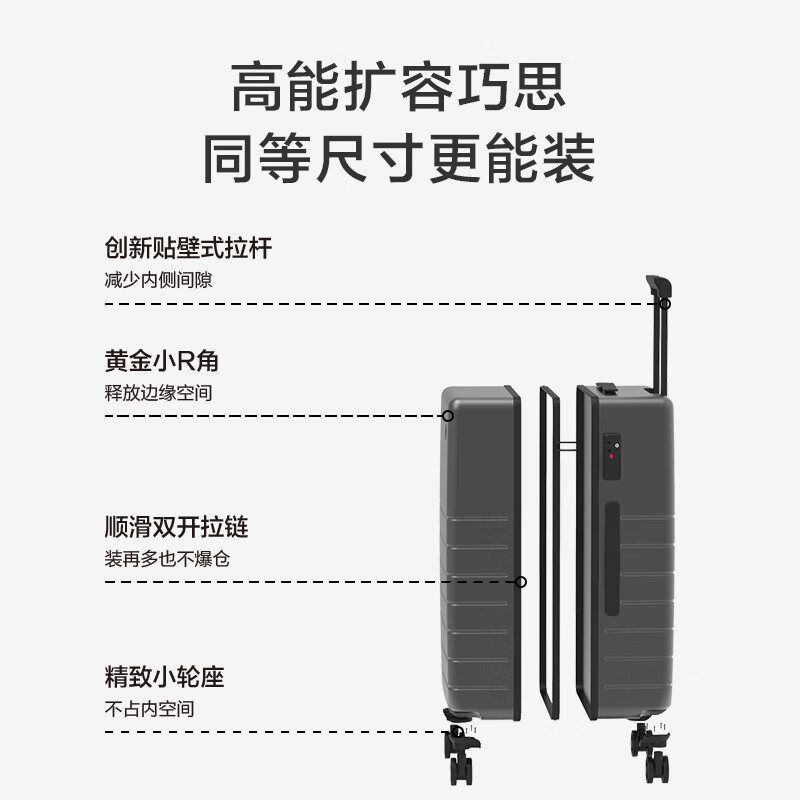 高能扩容巧思
同等尺寸更能装
创新贴壁式拉杆
减少内侧间隙
黄金小R角
释放边缘空间
顺滑双开拉链
装再多也不爆仓
精致小轮座
不占内空间